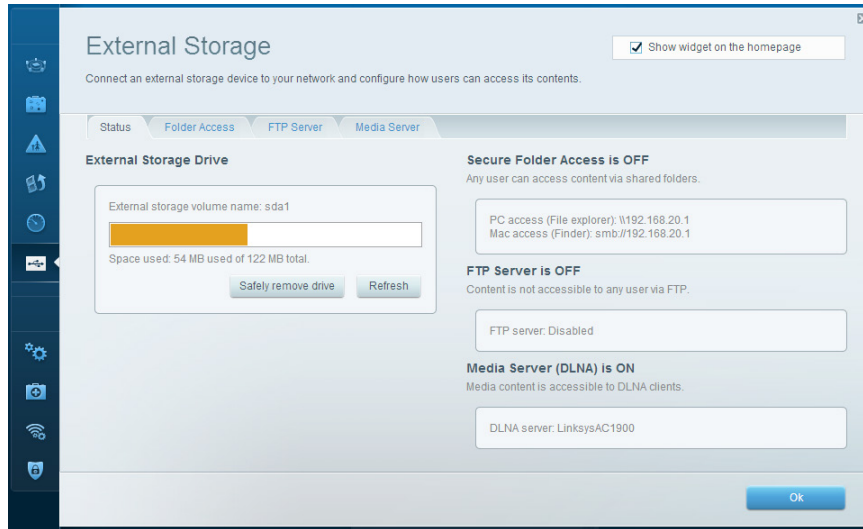 External Storage
Show widget on the homepage
Connect an external storage device to your network and configure how users can access its contents.
Status
Folder Access
FTP Server
Media Server
External Storage Drive
External storage volume name: sda1
Space used: 54 MB used of 122 MB total.
Safely remove drive
Refresh
Secure Folder Access is OFF
Any user can access content via shared folders.
PC access (File explorer): \\192.168.20.1
Mac access (Finder): smb://192.168.20.1
FTP Server is OFF
Content is not accessible to any user via FTP.
FTP server: Disabled
Media Server (DLNA) is ON
Media content is accessible to DLNA clients.
DLNA server: LinksysAC1900
Ok